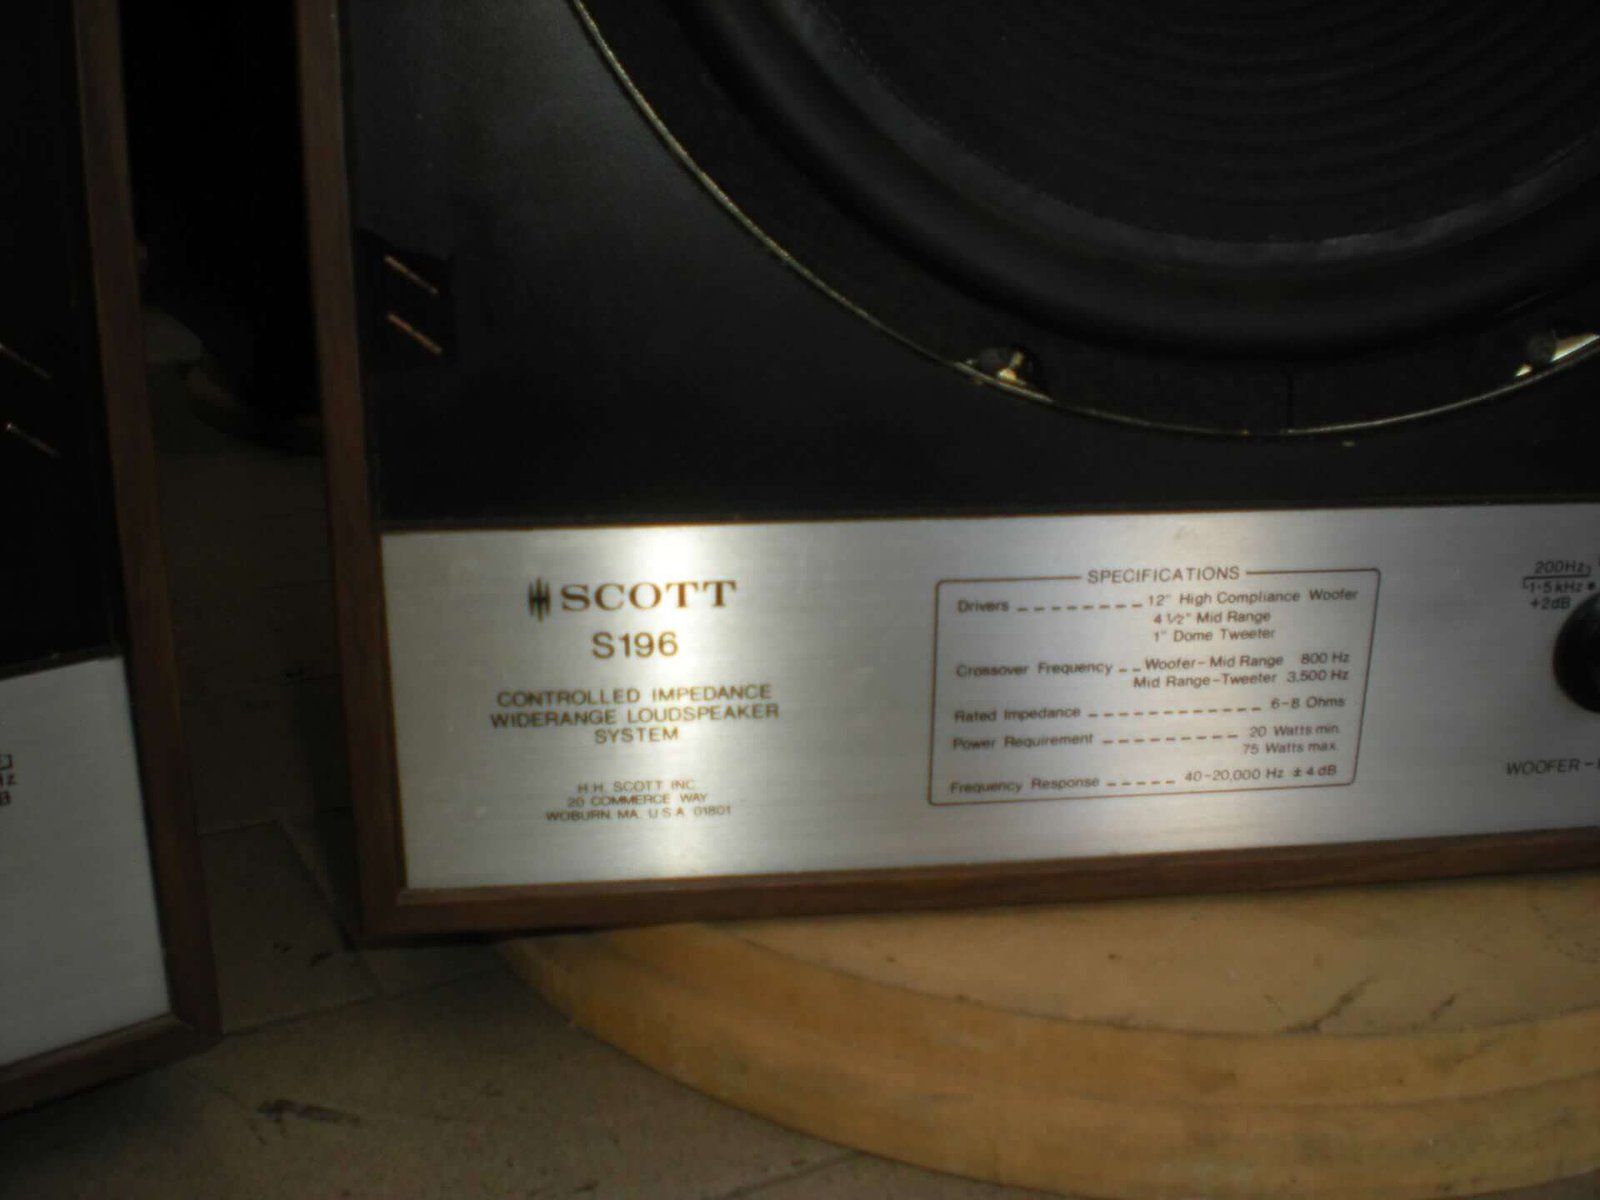 SCOTT
S196
CONTROLLED IMPEDANCE
WIDERANGE LOUDSPEAKER
SYSTEM
H.H. SCOTT INC.
20 COMMERCE WAY
WOBURN, MA. U.S.A. 01801
SPECIFICATIONS
Drivers 12" High Compliance Woofer
4 1/2" Mid Range
1" Dome Tweeter
Crossover Frequency Woofer-Mid Range 800 Hz
Mid Range-Tweeter 3,500 Hz
Rated Impedance 6-8 Ohms
Power Requirement 20 Watts min.
75 Watts max.
Frequency Response 40-20,000 Hz ±4dB
200Hz
1.5kHz
+2dB
WOOFER-